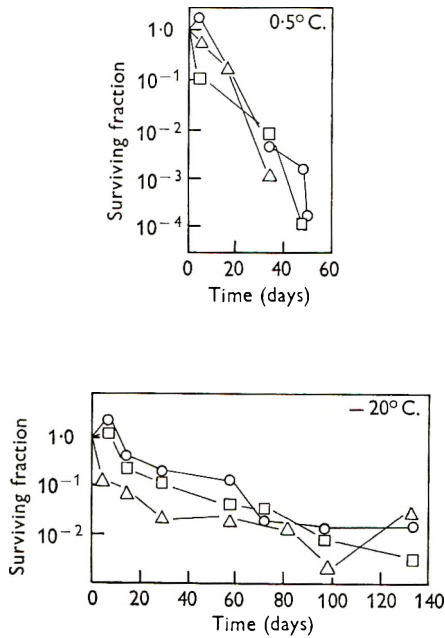 0·5° C.
1·0
10⁻¹
10⁻²
10⁻³
10⁻⁴
Surviving fraction
0 20 40 60
Time (days)
— 20° C.
1·0
10⁻¹
10⁻²
Surviving fraction
0 20 40 60 80 100 120 140
Time (days)